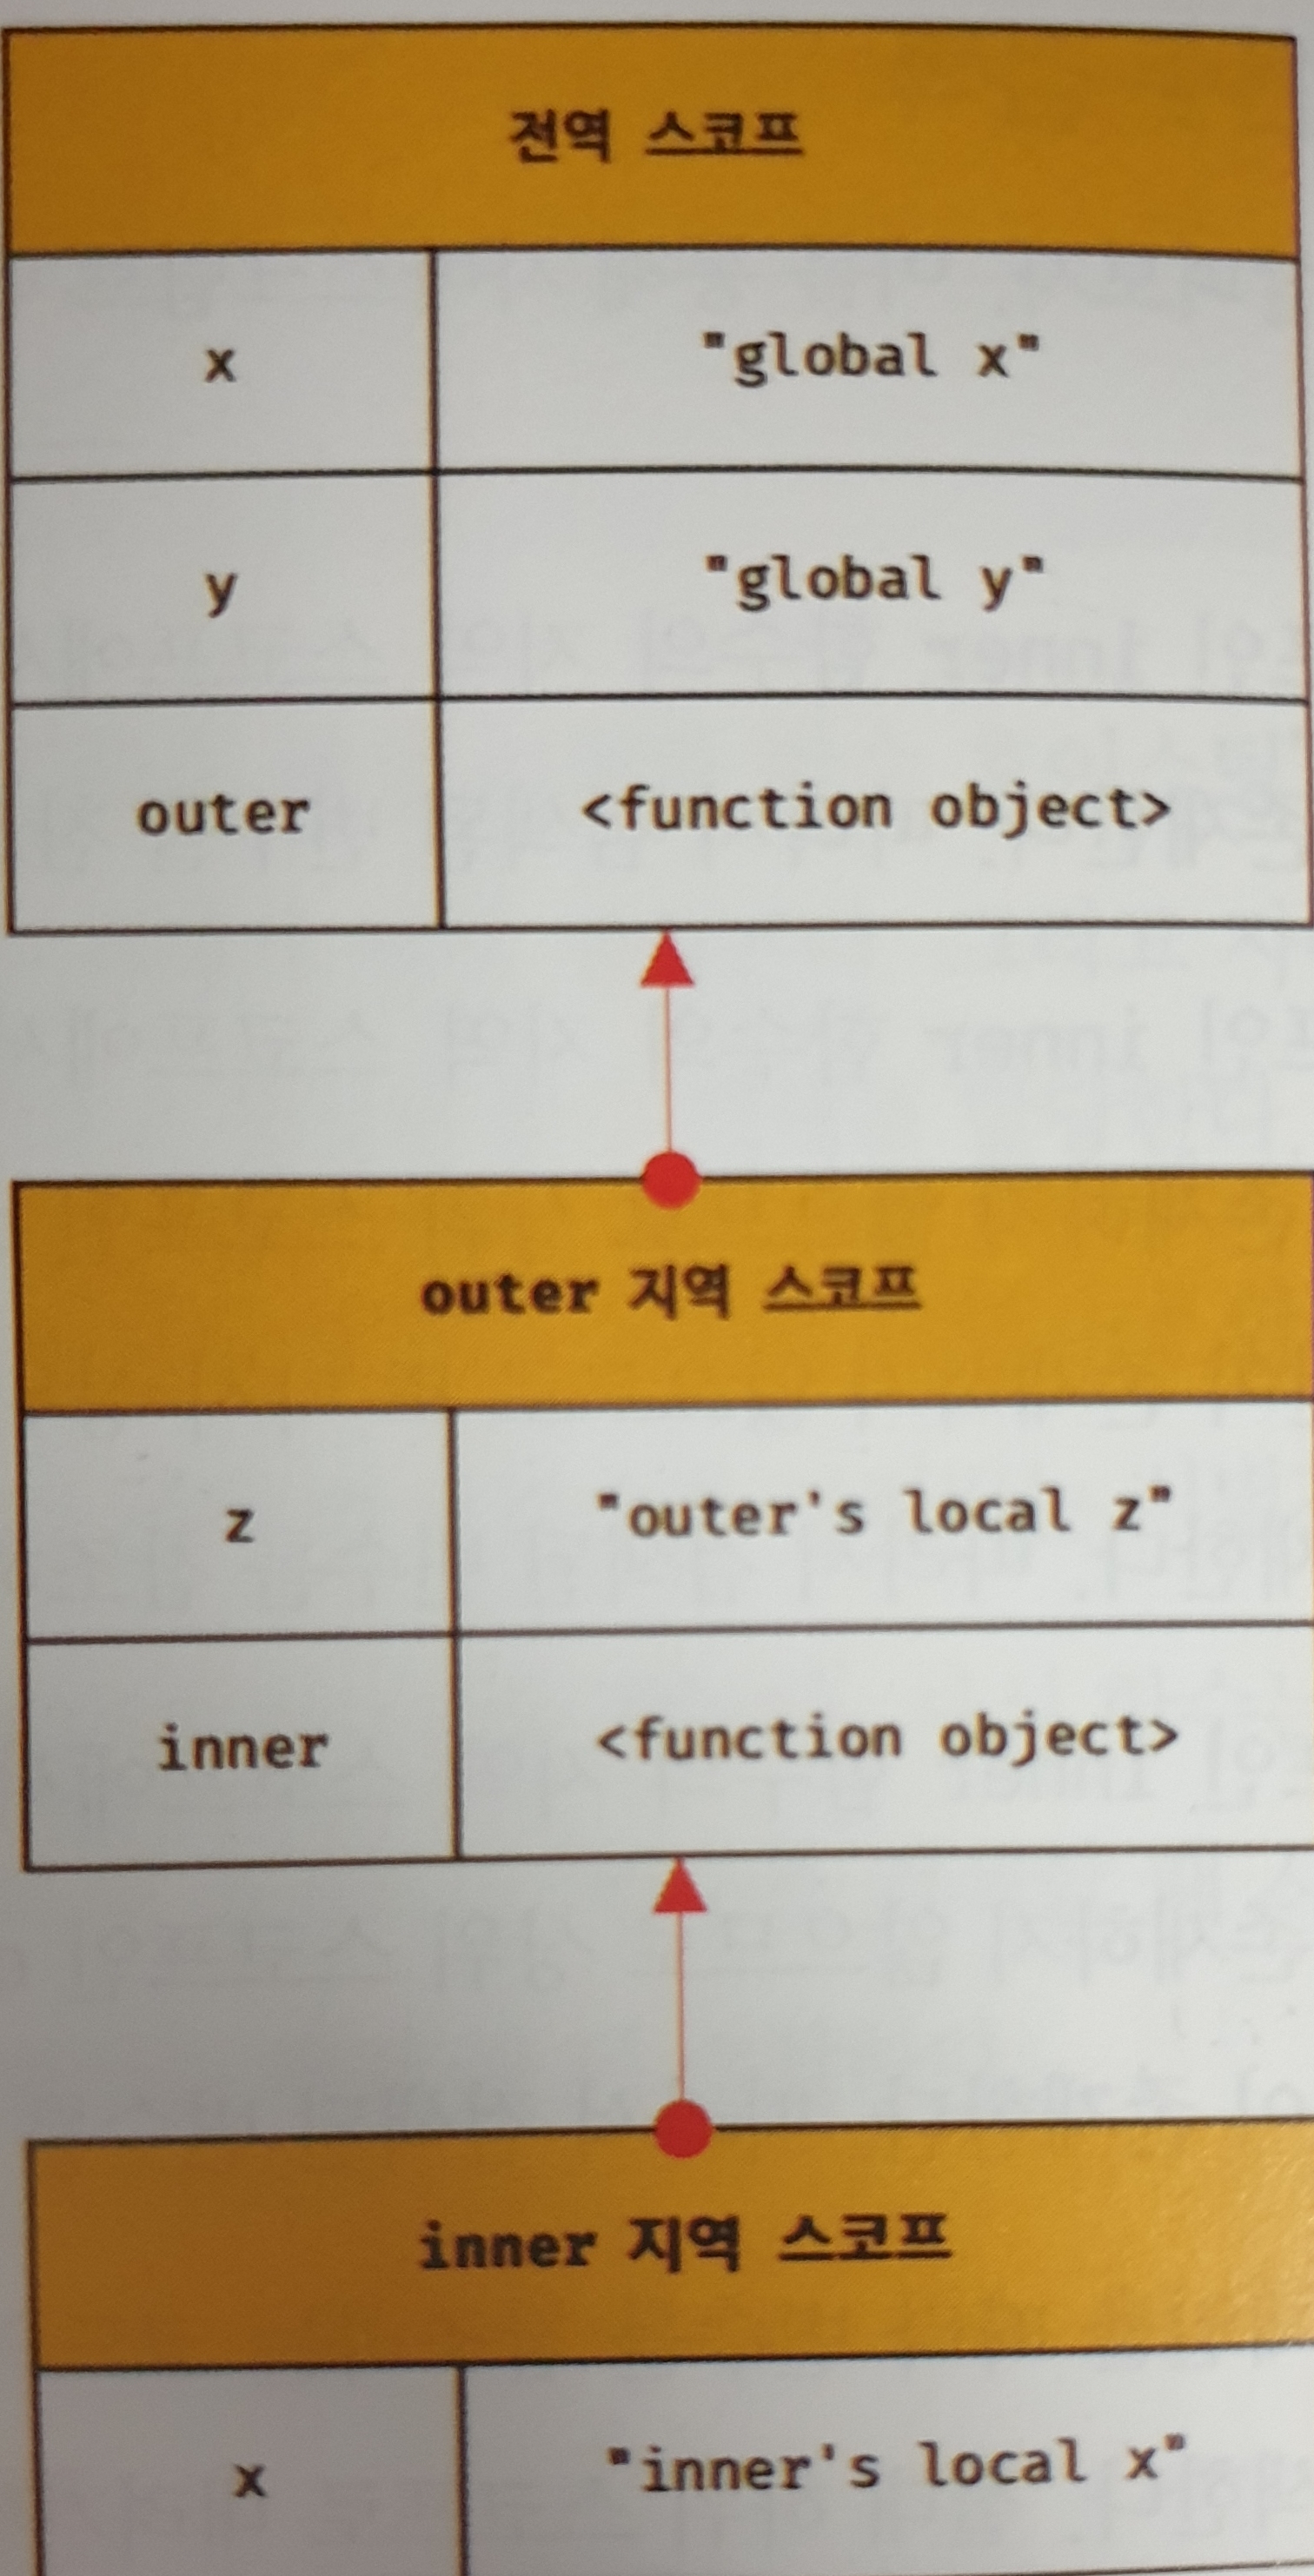 전역 스코프
x "global x"
y "global y"
outer <function object>
outer 지역 스코프
z "outer's local z"
inner <function object>
inner 지역 스코프
x "inner's local x"